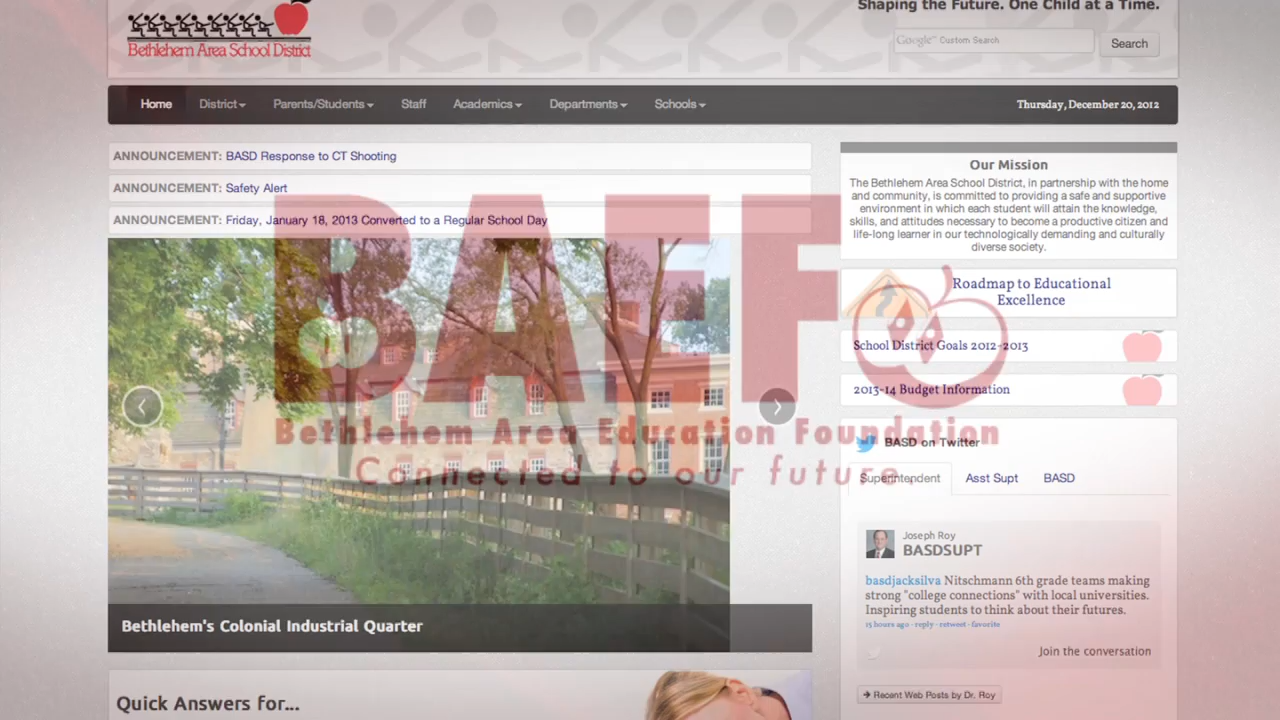 Shaping the Future. One Child at a Time.
Bethlehem Area School District
Google™ Custom Search
Search
Home
District
Parents/Students
Staff
Academics
Departments
Schools
Thursday, December 20, 2012
ANNOUNCEMENT: BASD Response to CT Shooting
ANNOUNCEMENT: Safety Alert
ANNOUNCEMENT: Friday, January 18, 2013 Converted to a Regular School Day
Our Mission
The Bethlehem Area School District, in partnership with the home
and community, is committed to providing a safe and supportive
environment in which each student will attain the knowledge,
skills, and attitudes necessary to become a productive citizen and
life-long learner in our technologically demanding and culturally
diverse society.
Roadmap to Educational
Excellence
School District Goals 2012-2013
2013-14 Budget Information
BAEF
Bethlehem Area Education Foundation
Connected to our future.
BASD on Twitter
Superintendent
Asst Supt
BASD
Joseph Roy
BASDSUPT
basdjacksilva Nitschmann 6th grade teams making
strong "college connections" with local universities.
Inspiring students to think about their futures.
15 hours ago · reply · retweet · favorite
Join the conversation
Recent Web Posts by Dr. Roy
Bethlehem's Colonial Industrial Quarter
Quick Answers for...